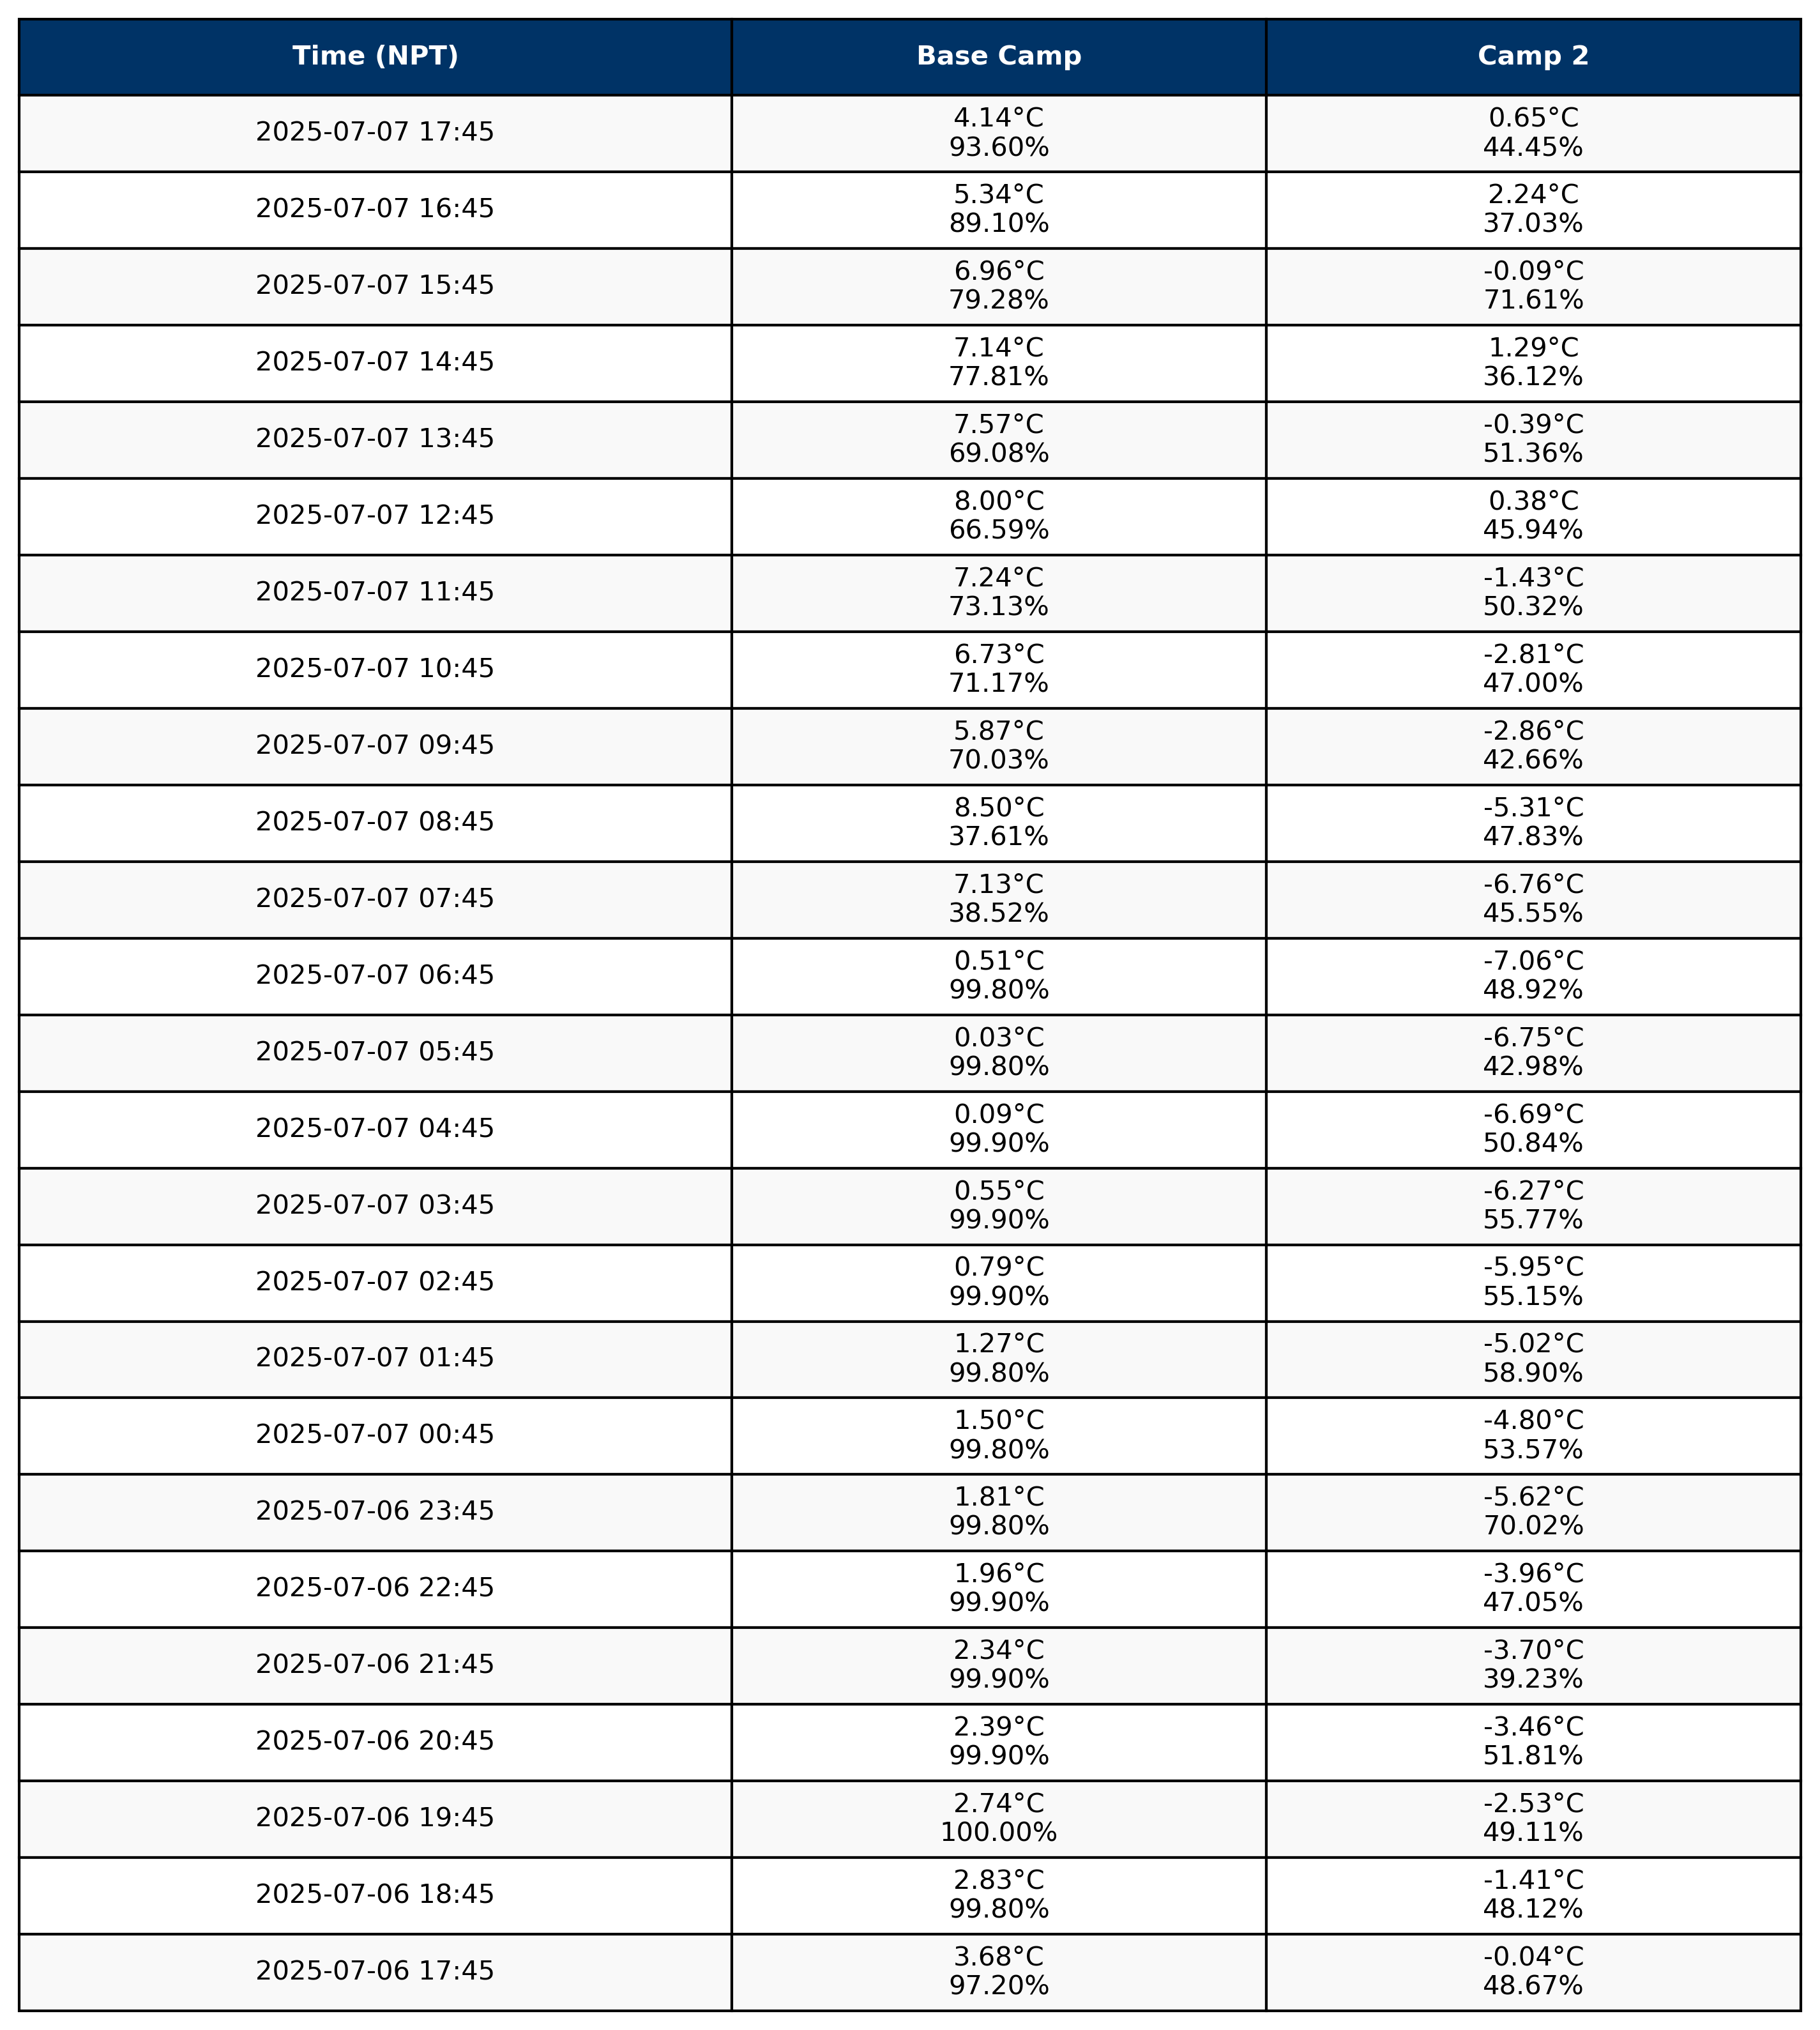 Time (NPT) Base Camp Camp 2
2025-07-07 17:45 4.14°C 0.65°C
93.60% 44.45%
2025-07-07 16:45 5.34°C 2.24°C
89.10% 37.03%
2025-07-07 15:45 6.96°C -0.09°C
79.28% 71.61%
2025-07-07 14:45 7.14°C 1.29°C
77.81% 36.12%
2025-07-07 13:45 7.57°C -0.39°C
69.08% 51.36%
2025-07-07 12:45 8.00°C 0.38°C
66.59% 45.94%
2025-07-07 11:45 7.24°C -1.43°C
73.13% 50.32%
2025-07-07 10:45 6.73°C -2.81°C
71.17% 47.00%
2025-07-07 09:45 5.87°C -2.86°C
70.03% 42.66%
2025-07-07 08:45 8.50°C -5.31°C
37.61% 47.83%
2025-07-07 07:45 7.13°C -6.76°C
38.52% 45.55%
2025-07-07 06:45 0.51°C -7.06°C
99.80% 48.92%
2025-07-07 05:45 0.03°C -6.75°C
99.80% 42.98%
2025-07-07 04:45 0.09°C -6.69°C
99.90% 50.84%
2025-07-07 03:45 0.55°C -6.27°C
99.90% 55.77%
2025-07-07 02:45 0.79°C -5.95°C
99.90% 55.15%
2025-07-07 01:45 1.27°C -5.02°C
99.80% 58.90%
2025-07-07 00:45 1.50°C -4.80°C
99.80% 53.57%
2025-07-06 23:45 1.81°C -5.62°C
99.80% 70.02%
2025-07-06 22:45 1.96°C -3.96°C
99.90% 47.05%
2025-07-06 21:45 2.34°C -3.70°C
99.90% 39.23%
2025-07-06 20:45 2.39°C -3.46°C
99.90% 51.81%
2025-07-06 19:45 2.74°C -2.53°C
100.00% 49.11%
2025-07-06 18:45 2.83°C -1.41°C
99.80% 48.12%
2025-07-06 17:45 3.68°C -0.04°C
97.20% 48.67%